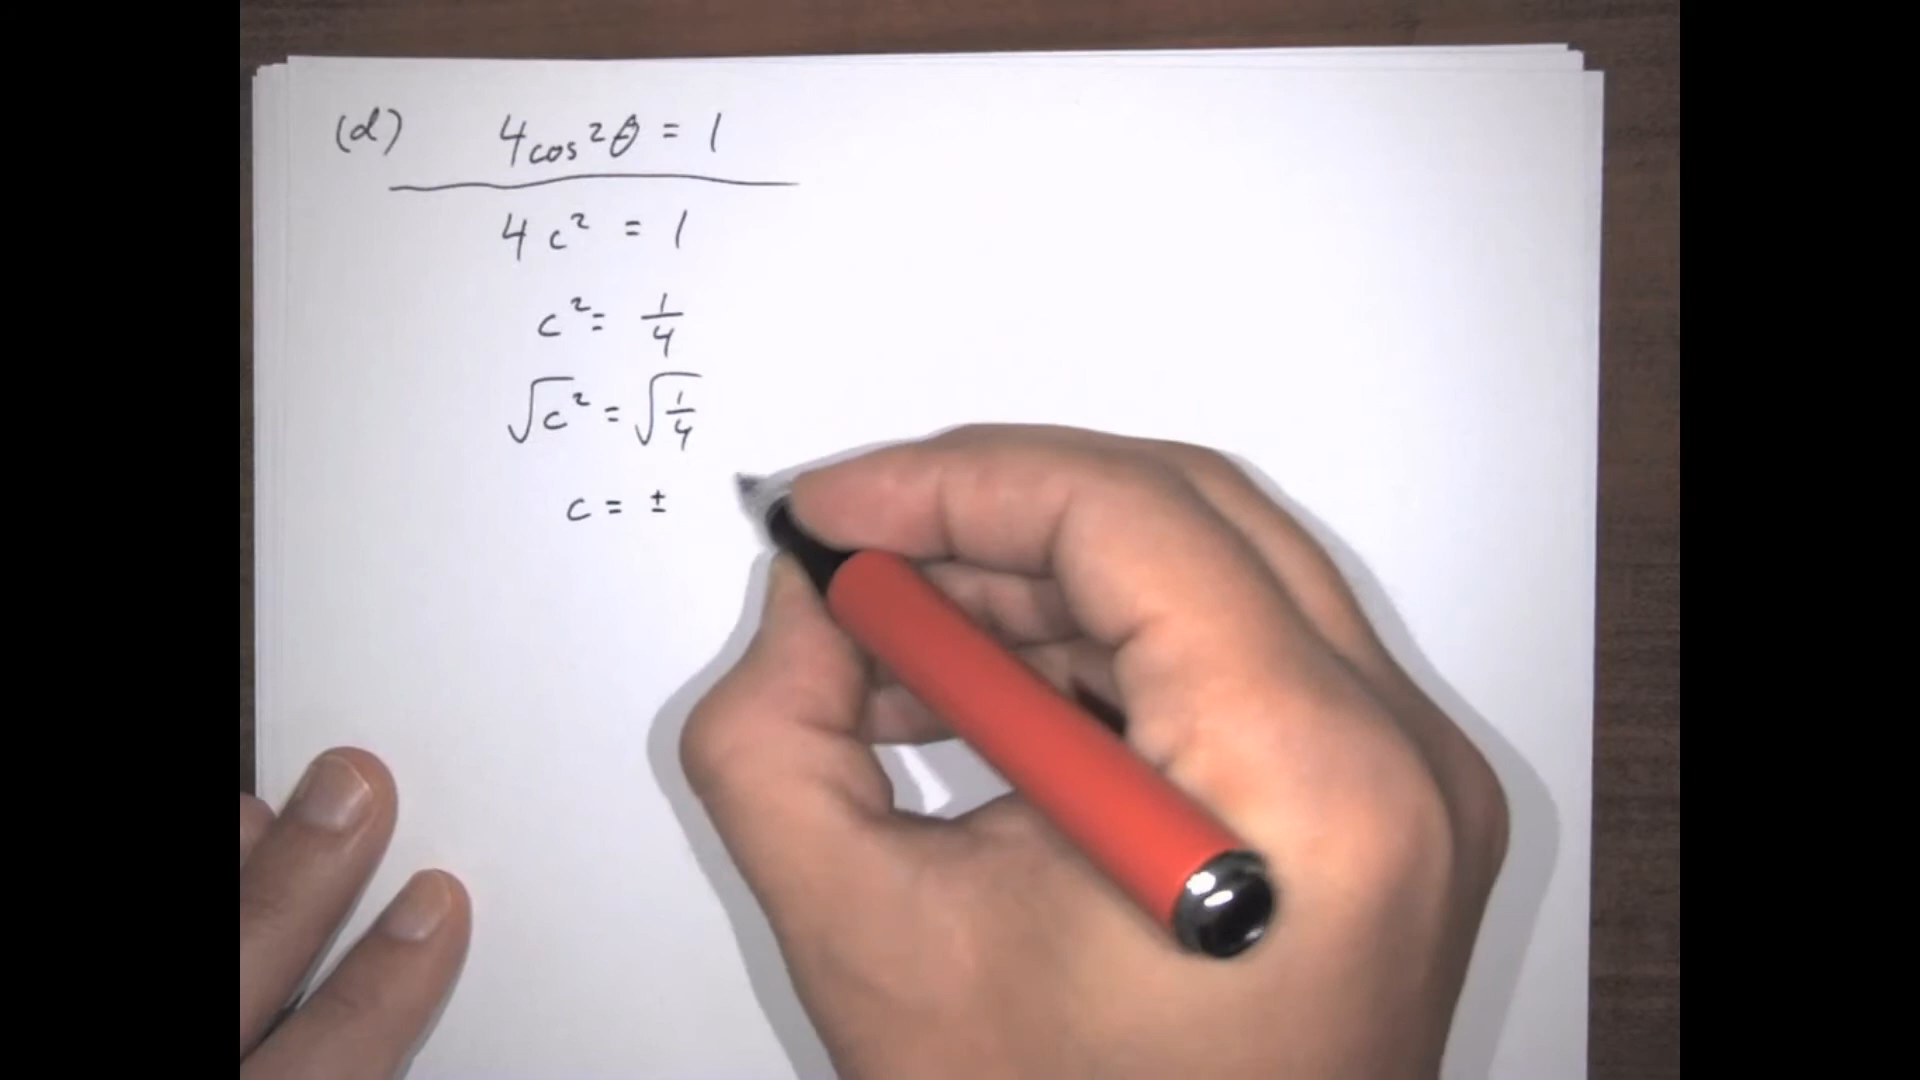 (d) 4cos²θ = 1
4c² = 1
c² = 1/4
√c² = √1/4
c = ±